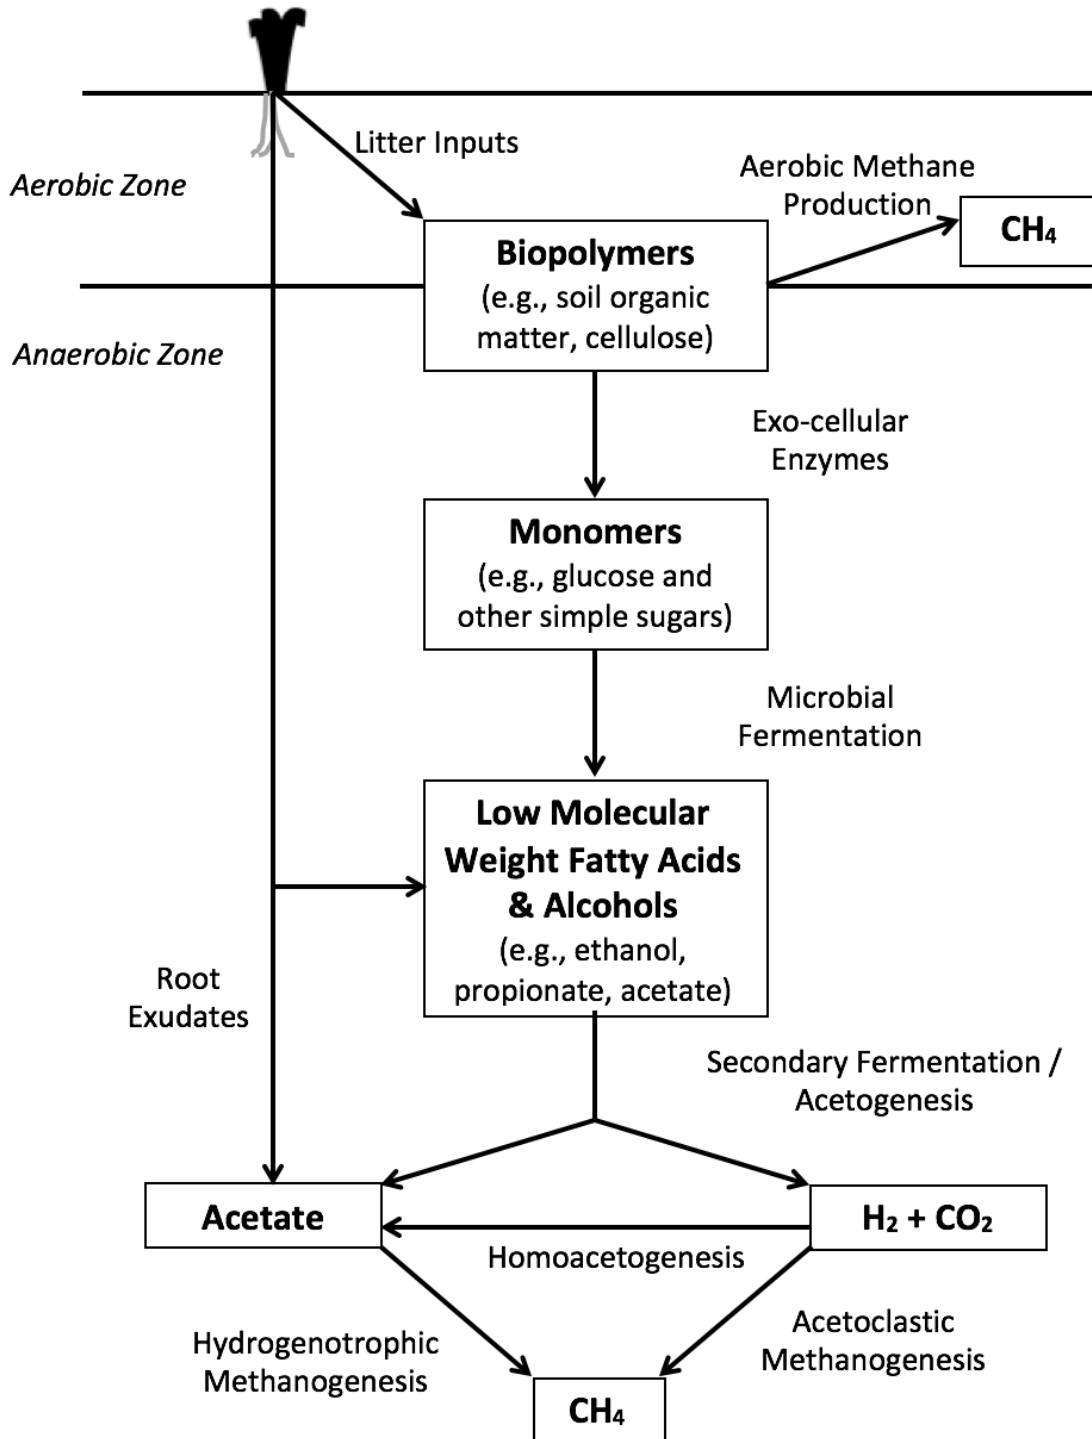 Litter Inputs
Aerobic Zone
Aerobic Methane
Production
CH₄
Biopolymers
(e.g., soil organic
matter, cellulose)
Anaerobic Zone
Exo-cellular
Enzymes
Monomers
(e.g., glucose and
other simple sugars)
Microbial
Fermentation
Low Molecular
Weight Fatty Acids
& Alcohols
(e.g., ethanol,
propionate, acetate)
Root
Exudates
Secondary Fermentation /
Acetogenesis
Acetate
H₂ + CO₂
Homoacetogenesis
Hydrogenotrophic
Methanogenesis
Acetoclastic
Methanogenesis
CH₄